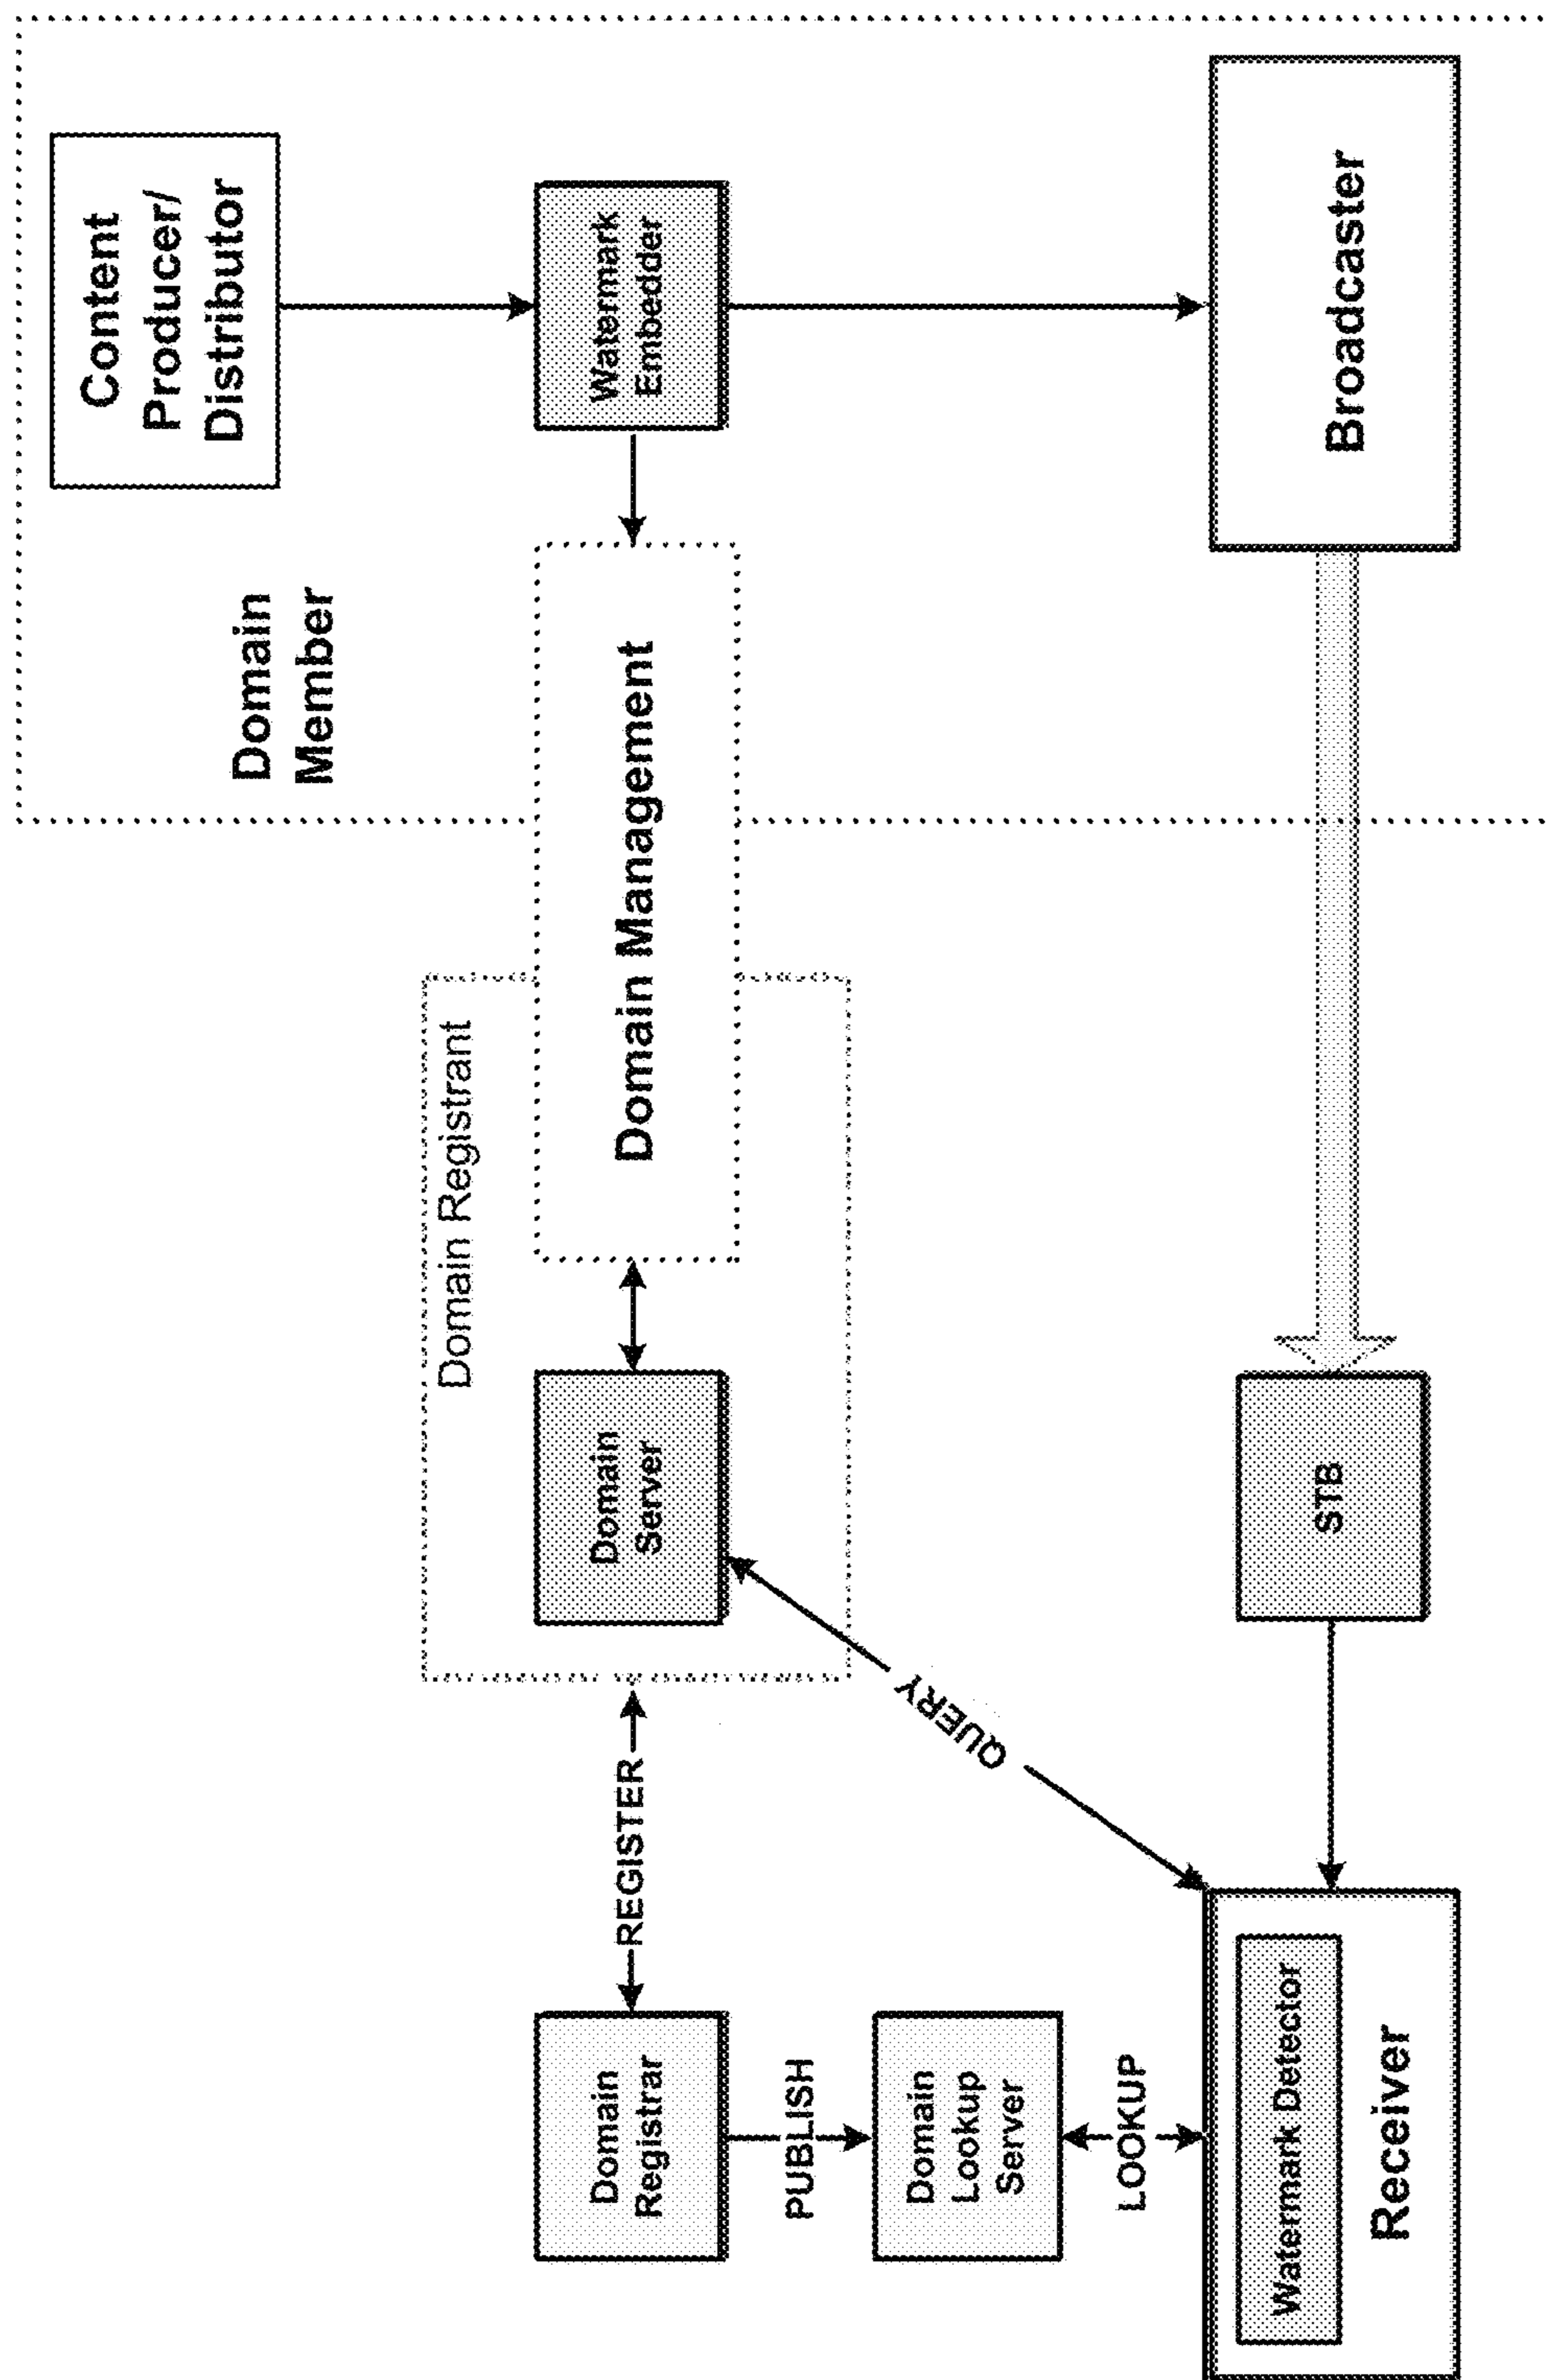 Content
Producer/
Distributor
Watermark
Embedder
Broadcaster
Domain
Member
Domain Management
Domain Registrant
Domain
Server
STB
QUERY
REGISTER
Domain
Registrar
PUBLISH
Domain
Lookup
Server
LOOKUP
Watermark Detector
Receiver